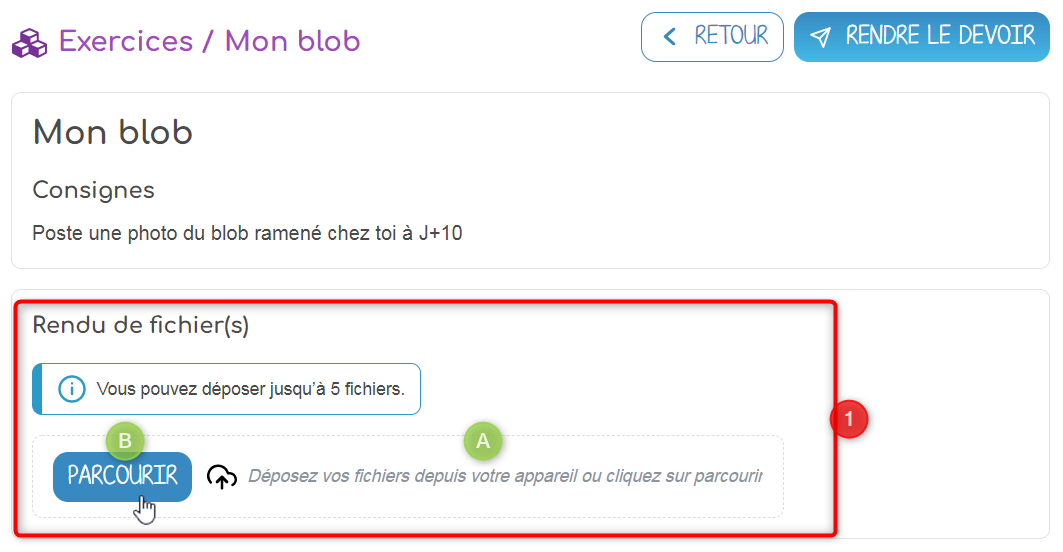 Exercices / Mon blob
RETOUR
RENDRE LE DEVOIR
Mon blob
Consignes
Poste une photo du blob ramené chez toi à J+10
Rendu de fichier(s)
Vous pouvez déposer jusqu'à 5 fichiers.
1
B
A
PARCOURIR
Déposez vos fichiers depuis votre appareil ou cliquez sur parcourir